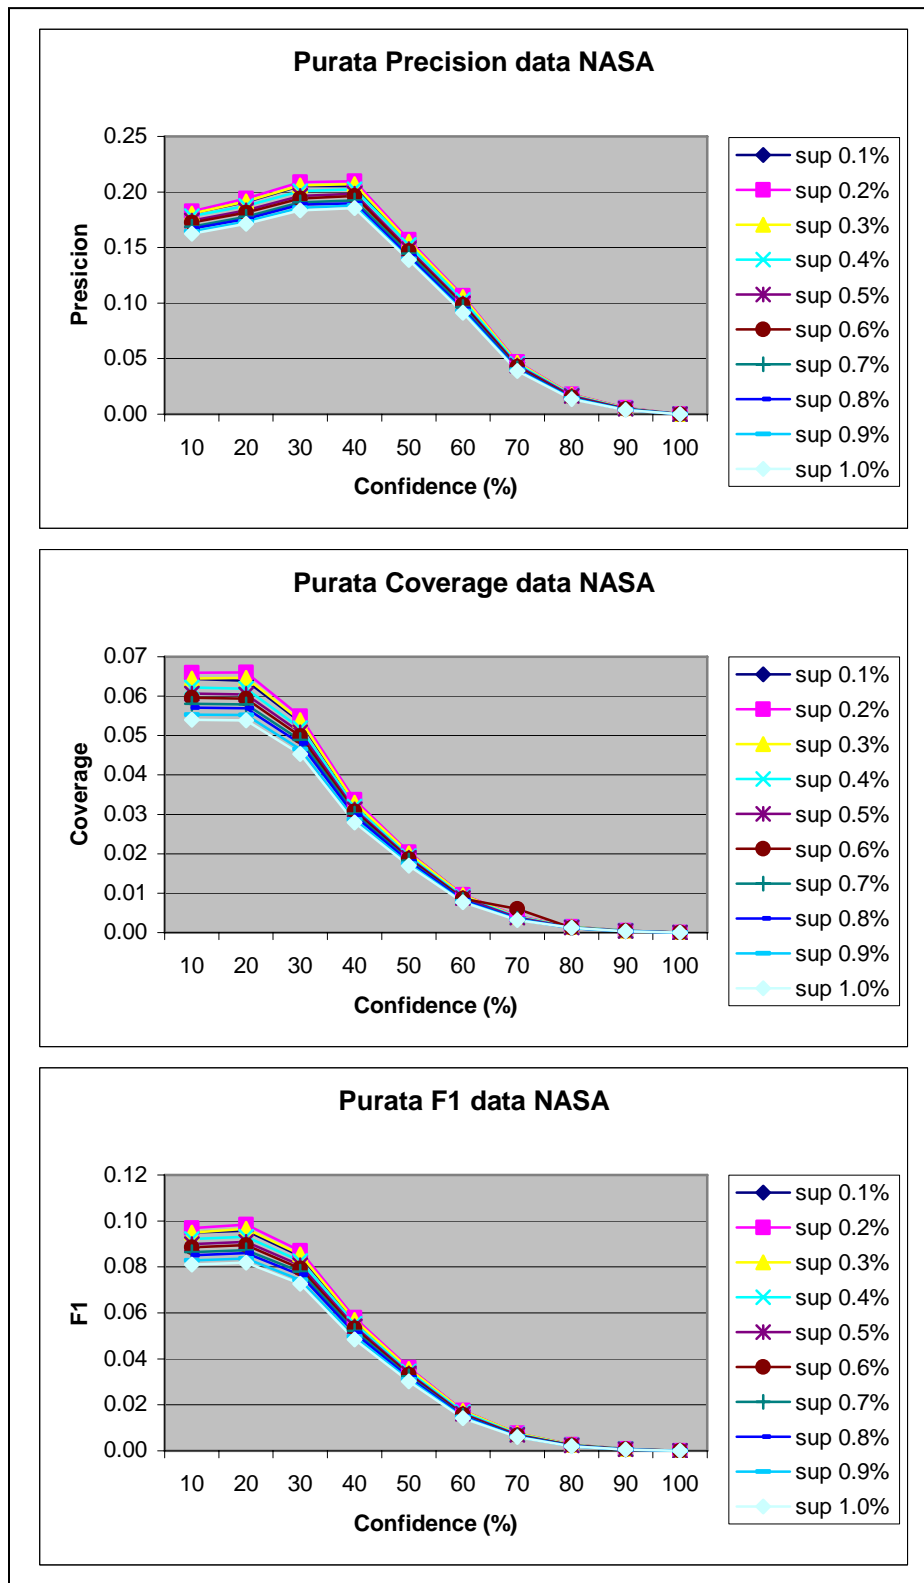 Purata Precision data NASA
0.25
0.20
0.15
0.10
0.05
0.00
Presicion
10 20 30 40 50 60 70 80 90 100
Confidence (%)
sup 0.1%
sup 0.2%
sup 0.3%
sup 0.4%
sup 0.5%
sup 0.6%
sup 0.7%
sup 0.8%
sup 0.9%
sup 1.0%
Purata Coverage data NASA
0.07
0.06
0.05
0.04
0.03
0.02
0.01
0.00
Coverage
10 20 30 40 50 60 70 80 90 100
Confidence (%)
sup 0.1%
sup 0.2%
sup 0.3%
sup 0.4%
sup 0.5%
sup 0.6%
sup 0.7%
sup 0.8%
sup 0.9%
sup 1.0%
Purata F1 data NASA
0.12
0.10
0.08
0.06
0.04
0.02
0.00
F1
10 20 30 40 50 60 70 80 90 100
Confidence (%)
sup 0.1%
sup 0.2%
sup 0.3%
sup 0.4%
sup 0.5%
sup 0.6%
sup 0.7%
sup 0.8%
sup 0.9%
sup 1.0%